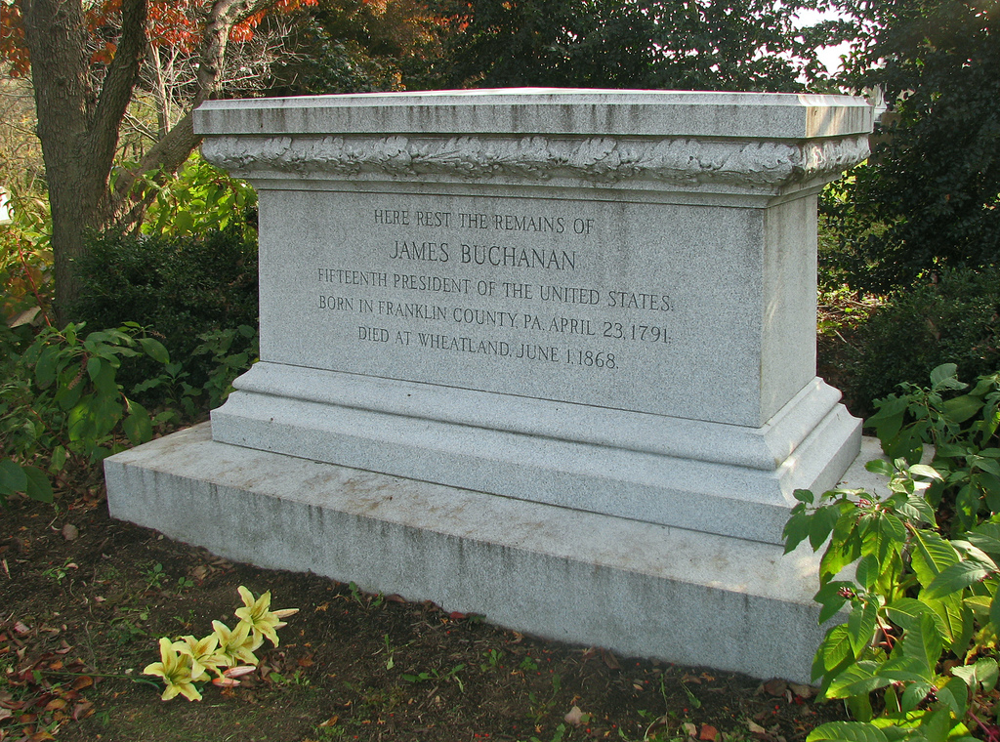 HERE REST THE REMAINS OF
JAMES BUCHANAN
FIFTEENTH PRESIDENT OF THE UNITED STATES.
BORN IN FRANKLIN COUNTY, PA. APRIL 23, 1791.
DIED AT WHEATLAND, JUNE 1, 1868.